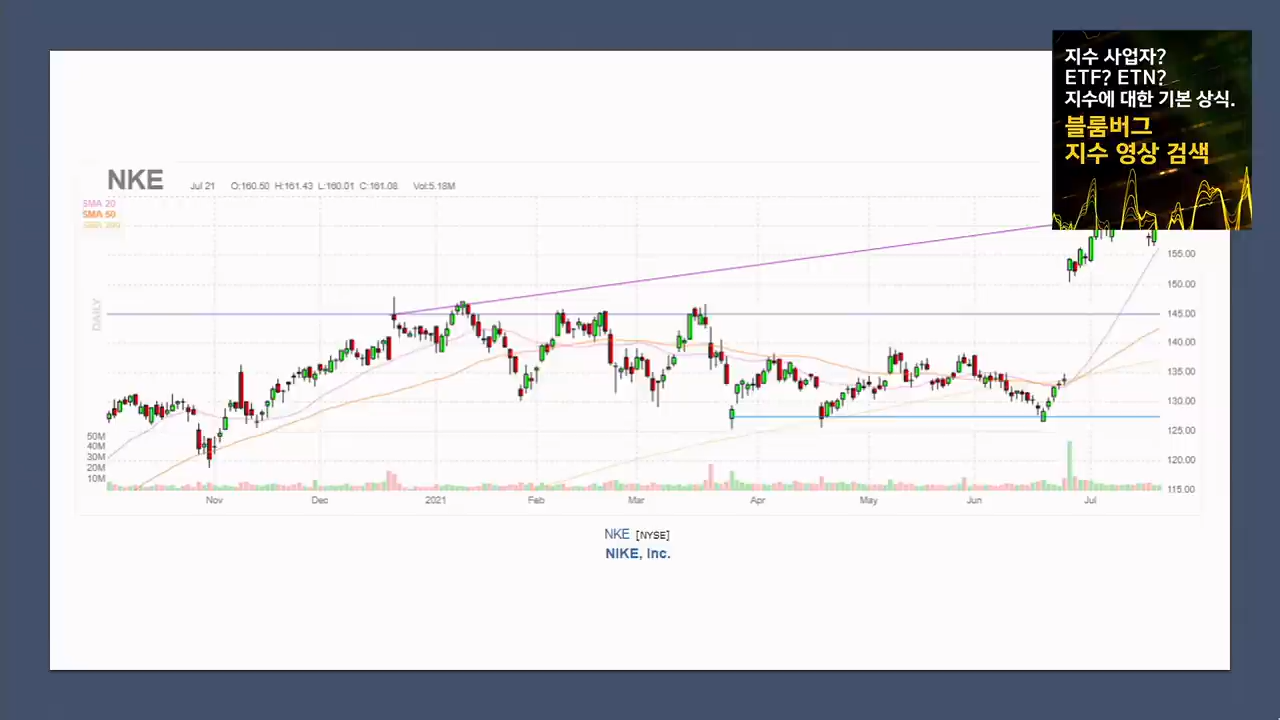 지수 사업자?
ETF? ETN?
지수에 대한 기본 상식.
블룸버그
지수 영상 검색
NKE Jul 21 O:160.50 H:161.43 L:160.01 C:161.08 Vol:5.18M
SMA 20
SMA 50
SMA 200
DAILY
155.00
150.00
145.00
140.00
135.00
130.00
125.00
120.00
115.00
50M
40M
30M
20M
10M
Nov Dec 2021 Feb Mar Apr May Jun Jul
NKE [NYSE]
NIKE, Inc.